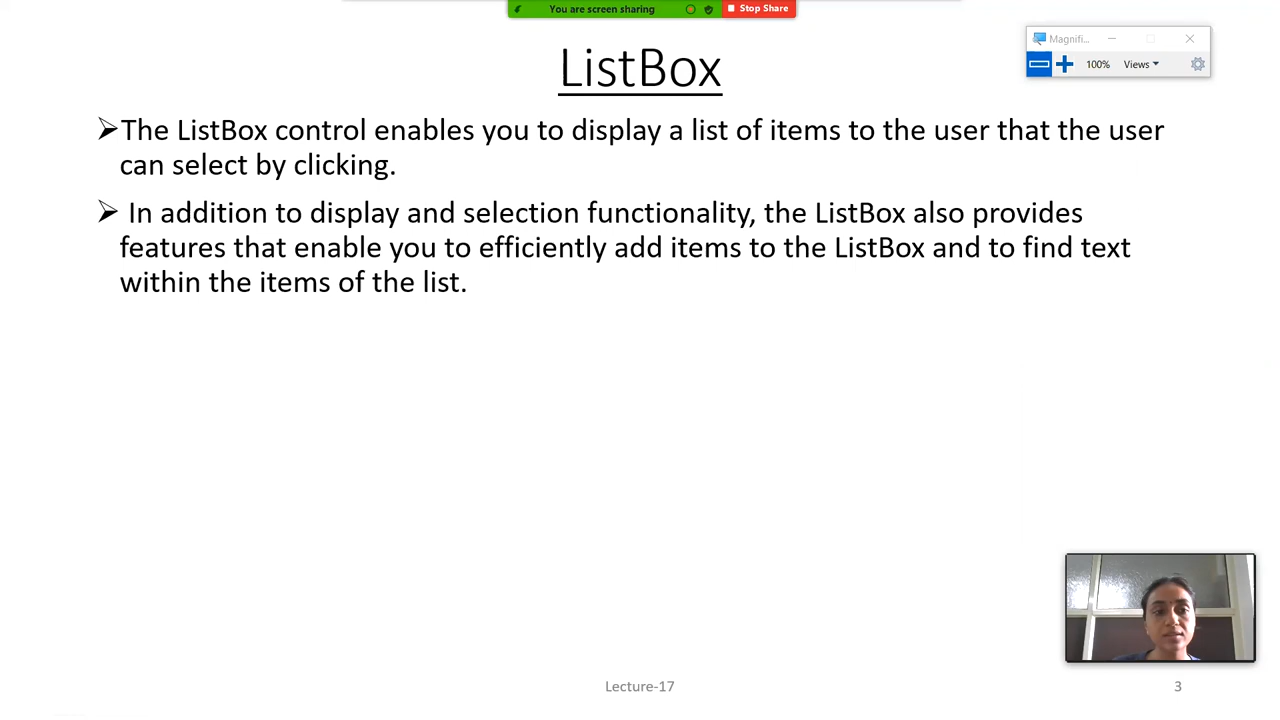 You are screen sharing
Stop Share
Magnifi...
100%
Views
ListBox
➢The ListBox control enables you to display a list of items to the user that the user
can select by clicking.
➢ In addition to display and selection functionality, the ListBox also provides
features that enable you to efficiently add items to the ListBox and to find text
within the items of the list.
Lecture-17
3